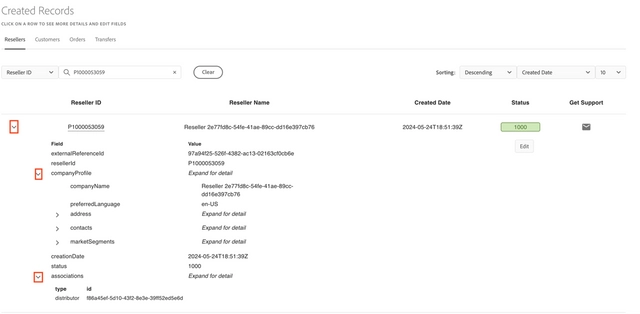 Created Records
CLICK ON A ROW TO SEE MORE DETAILS AND EDIT FIELDS
Resellers Customers Orders Transfers
Reseller ID P1000053059 × Clear Sorting: Descending Created Date 10
Reseller ID Reseller Name Created Date Status Get Support
P1000053059 Reseller 2e77fd8c-54fe-41ae-89cc-dd16e397cb76 2024-05-24T18:51:39Z 1000
Edit
Field Value
externalReferenceId 97a94f25-526f-4382-ac13-02163cf0cb6e
resellerId P1000053059
companyProfile Expand for detail
companyName Reseller 2e77fd8c-54fe-41ae-89cc-
dd16e397cb76
preferredLanguage en-US
address Expand for detail
contacts Expand for detail
marketSegments Expand for detail
creationDate 2024-05-24T18:51:39Z
status 1000
associations Expand for detail
type id
distributor f86a45ef-5d10-43f2-8e3e-39ff52ed5e6d